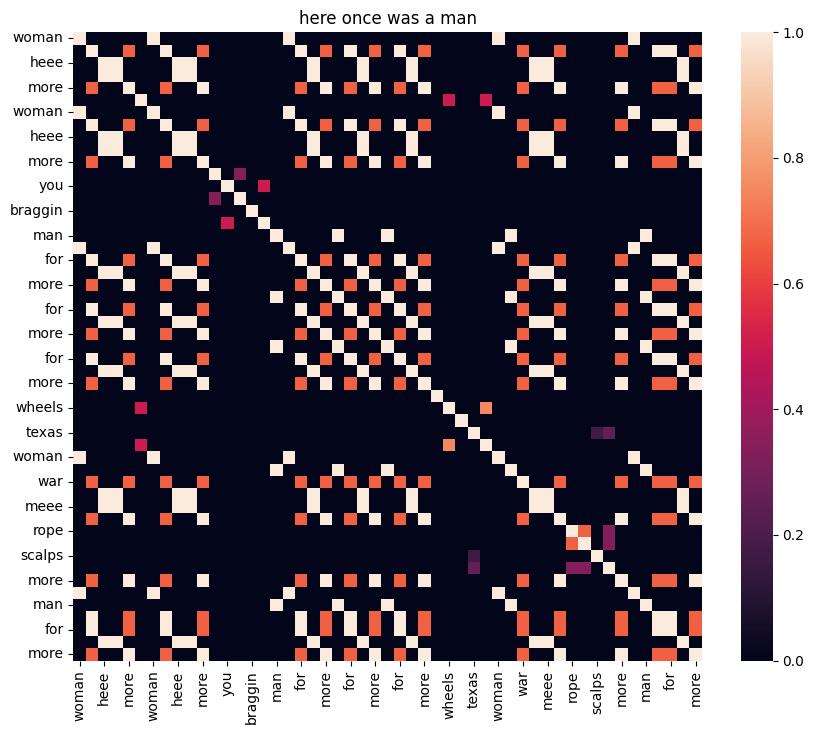 here once was a man
woman
heee
more
woman
heee
more
you
braggin
man
for
more
for
more
for
more
wheels
texas
woman
war
meee
rope
scalps
more
man
for
more
woman
heee
more
woman
heee
more
you
braggin
man
for
more
for
more
for
more
wheels
texas
woman
war
meee
rope
scalps
more
man
for
more
1.0
0.8
0.6
0.4
0.2
0.0